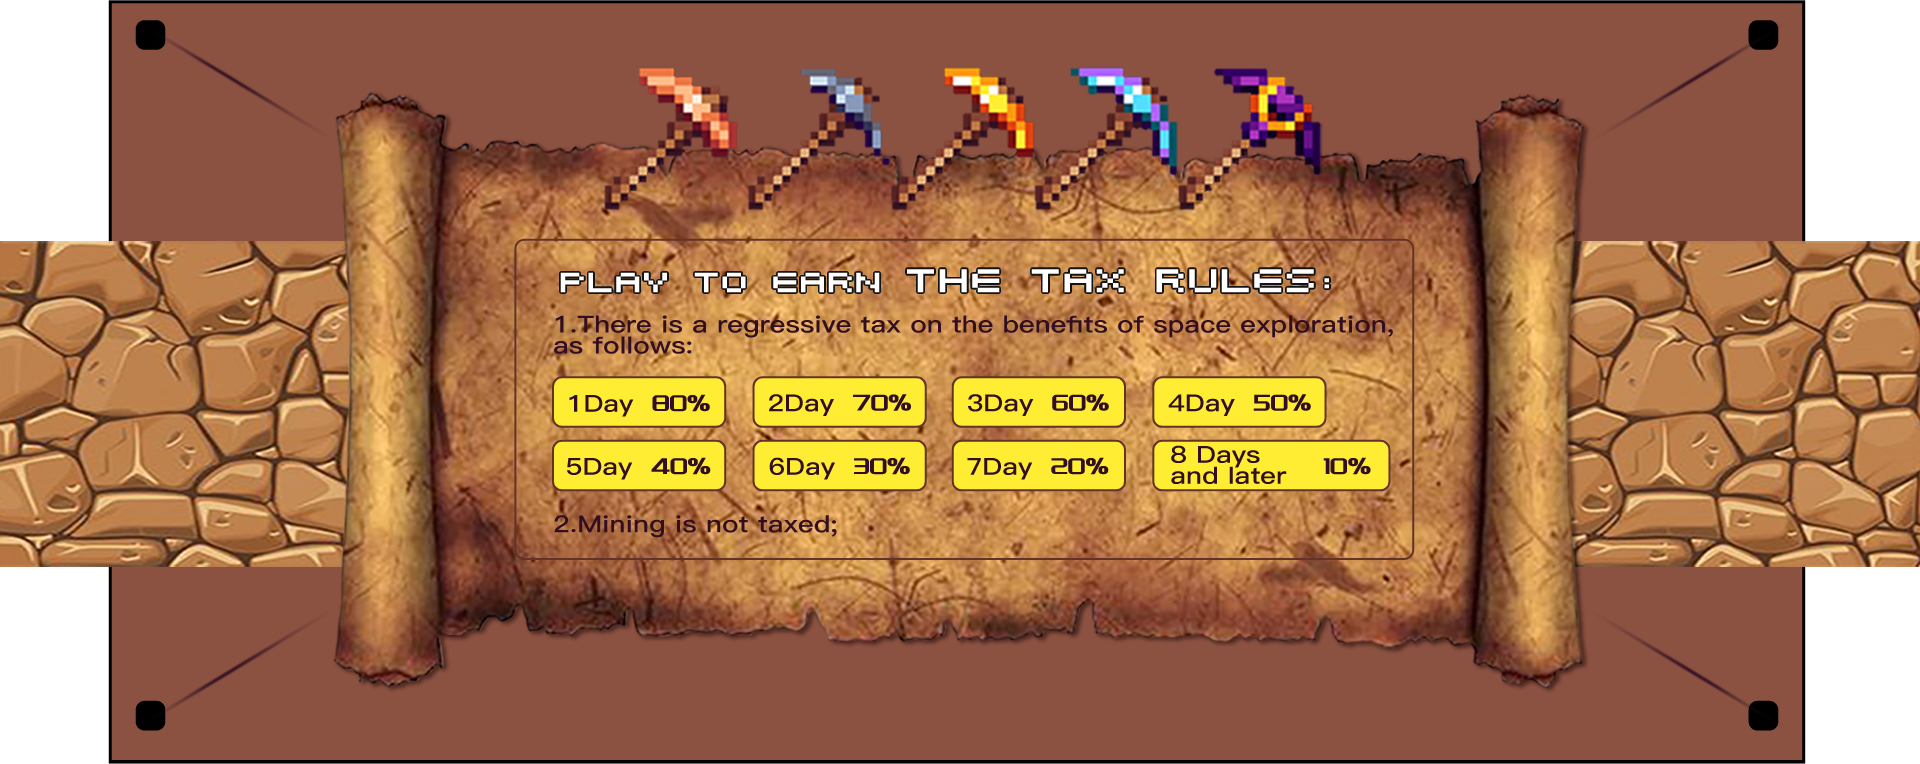 PLAY TO EARN THE TAX RULES:
1.There is a regressive tax on the benefits of space exploration,
as follows:
1Day 80%
2Day 70%
3Day 60%
4Day 50%
5Day 40%
6Day 30%
7Day 20%
8 Days
and later 10%
2.Mining is not taxed;